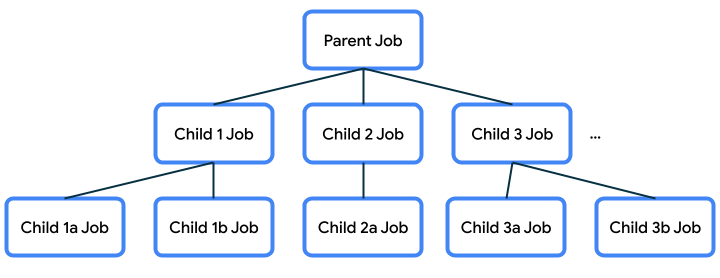 Parent Job
Child 1 Job
Child 2 Job
Child 3 Job
...
Child 1a Job
Child 1b Job
Child 2a Job
Child 3a Job
Child 3b Job